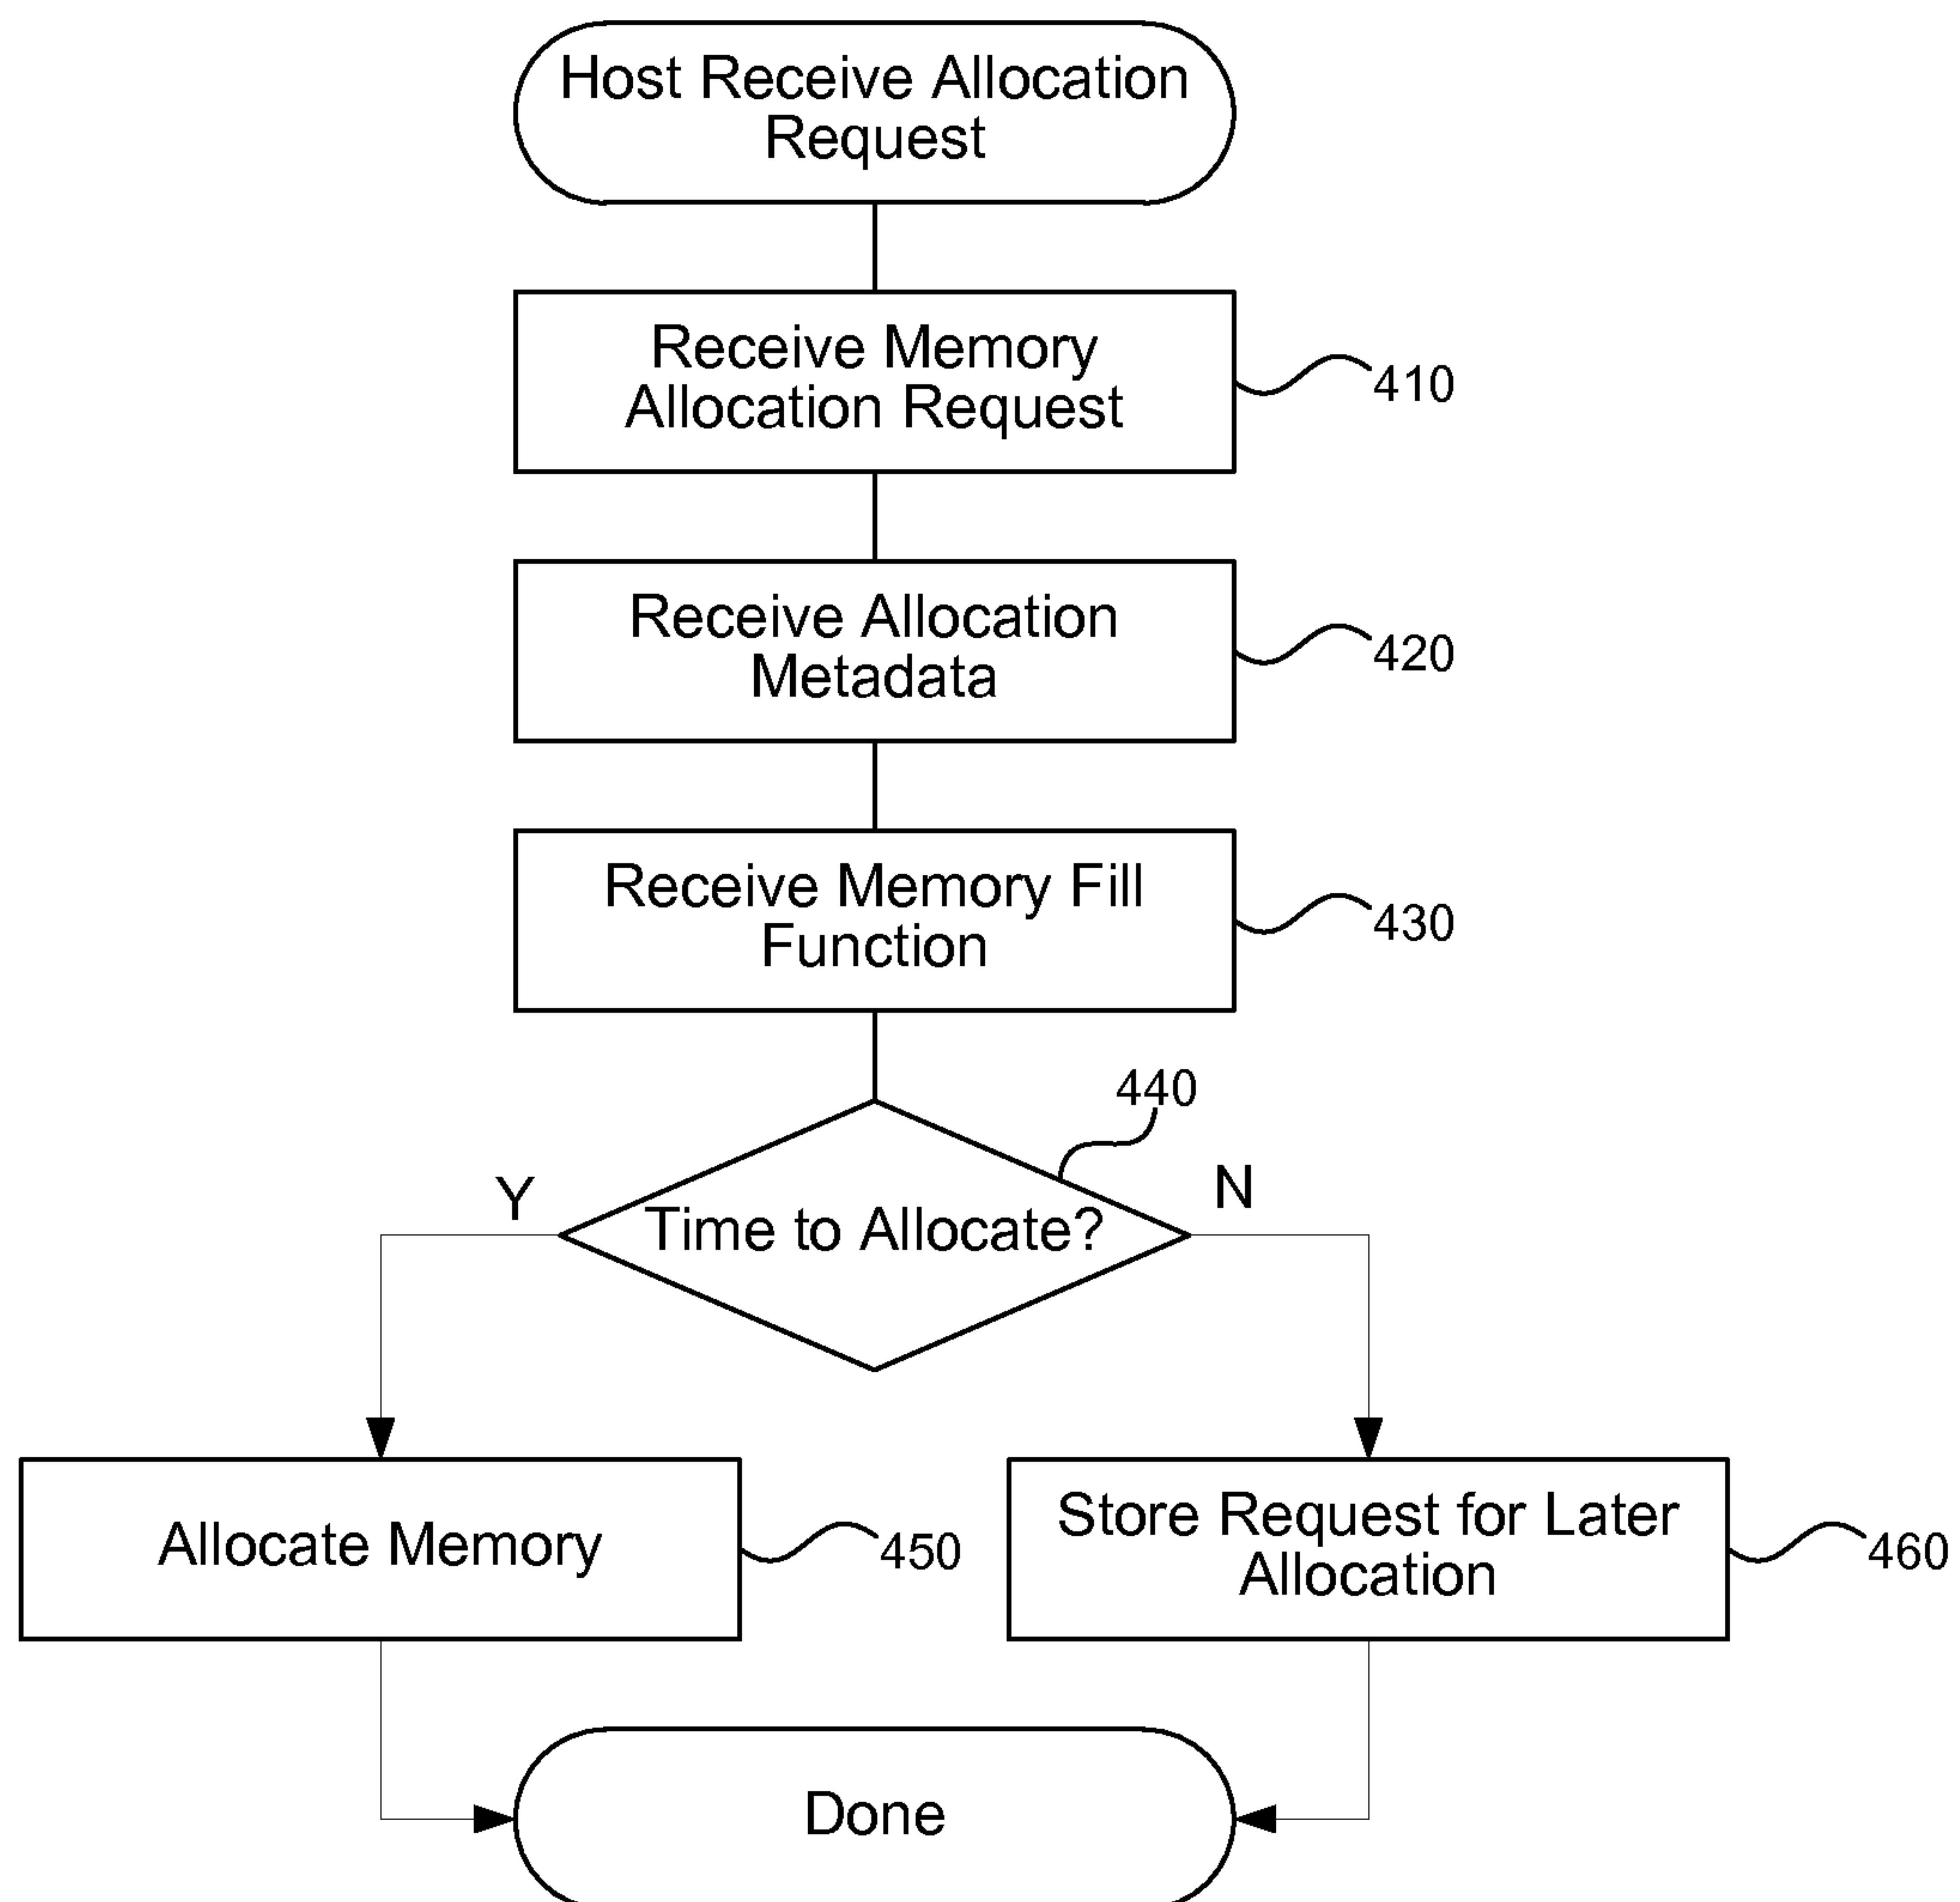 Host Receive Allocation
Request
Receive Memory
Allocation Request
410
Receive Allocation
Metadata
420
Receive Memory Fill
Function
430
440
Y
N
Time to Allocate?
Allocate Memory
450
Store Request for Later
Allocation
460
Done